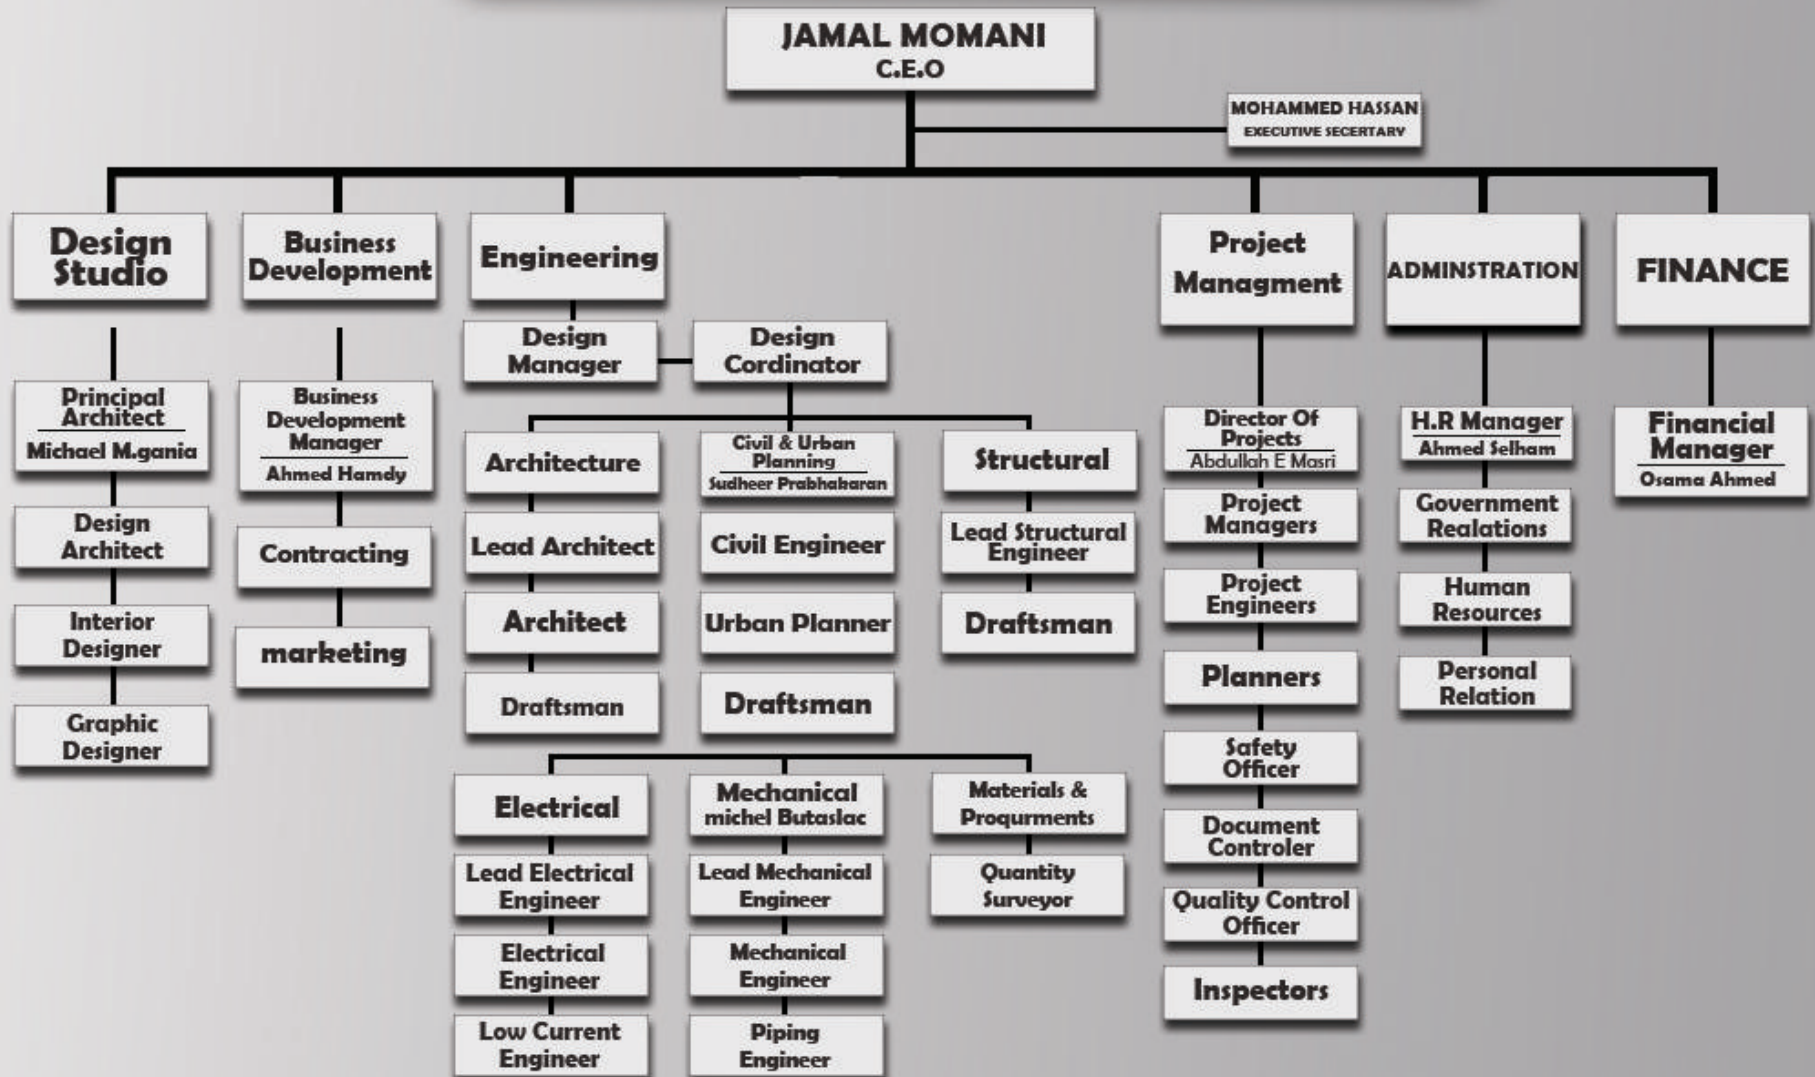 JAMAL MOMANI
C.E.O
MOHAMMED HASSAN
EXECUTIVE SECERTARY
Design
Studio
Principal
Architect
Michael M.gania
Design
Architect
Interior
Designer
Graphic
Designer
Business
Development
Business
Development
Manager
Ahmed Hamdy
Contracting
marketing
Engineering
Design
Manager
Design
Cordinator
Architecture
Lead Architect
Architect
Draftsman
Civil & Urban
Planning
Sudheer Prabhakaran
Civil Engineer
Urban Planner
Draftsman
Structural
Lead Structural
Engineer
Draftsman
Electrical
Lead Electrical
Engineer
Electrical
Engineer
Low Current
Engineer
Mechanical
michel Butaslac
Lead Mechanical
Engineer
Mechanical
Engineer
Piping
Engineer
Materials &
Proqurments
Quantity
Surveyor
Project
Managment
Director Of
Projects
Abdullah E Masri
Project
Managers
Project
Engineers
Planners
Safety
Officer
Document
Controler
Quality Control
Officer
Inspectors
ADMINSTRATION
H.R Manager
Ahmed Selham
Government
Realations
Human
Resources
Personal
Relation
FINANCE
Financial
Manager
Osama Ahmed